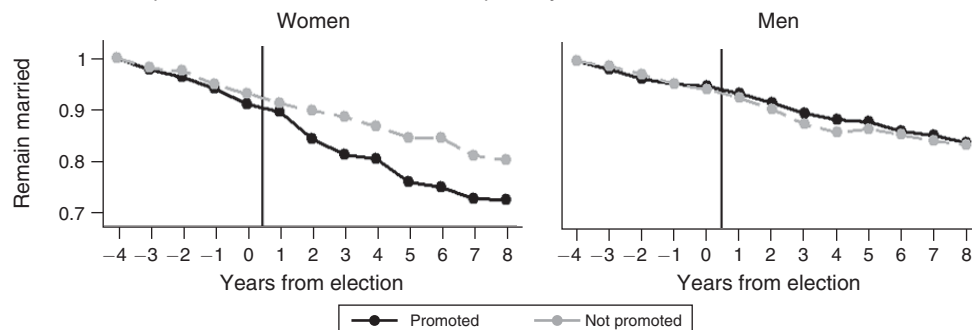 Women
Men
Remain married
1
0.9
0.8
0.7
−4 −3 −2 −1 0 1 2 3 4 5 6 7 8
−4 −3 −2 −1 0 1 2 3 4 5 6 7 8
Years from election
Years from election
Promoted
Not promoted